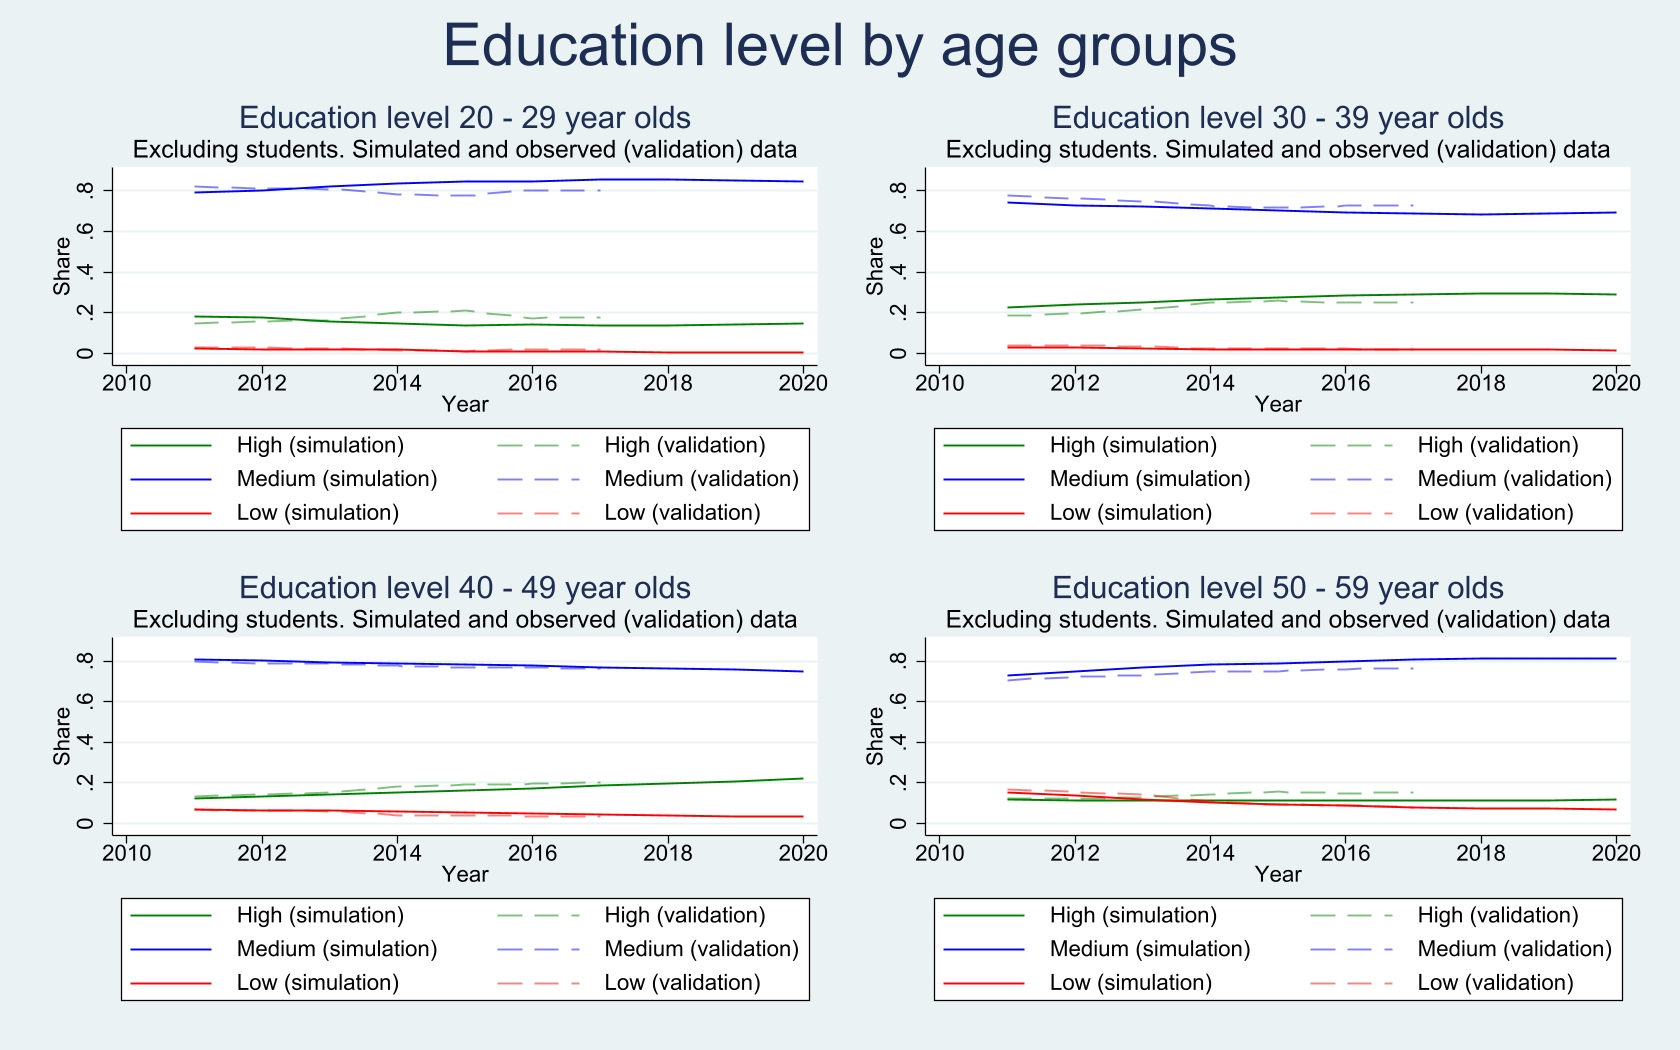 Education level by age groups
Education level 20 - 29 year olds
Excluding students. Simulated and observed (validation) data
Share
.8
.6
.4
.2
0
2010 2012 2014 2016 2018 2020
Year
High (simulation) High (validation)
Medium (simulation) Medium (validation)
Low (simulation) Low (validation)
Education level 30 - 39 year olds
Excluding students. Simulated and observed (validation) data
Share
.8
.6
.4
.2
0
2010 2012 2014 2016 2018 2020
Year
High (simulation) High (validation)
Medium (simulation) Medium (validation)
Low (simulation) Low (validation)
Education level 40 - 49 year olds
Excluding students. Simulated and observed (validation) data
Share
.8
.6
.4
.2
0
2010 2012 2014 2016 2018 2020
Year
High (simulation) High (validation)
Medium (simulation) Medium (validation)
Low (simulation) Low (validation)
Education level 50 - 59 year olds
Excluding students. Simulated and observed (validation) data
Share
.8
.6
.4
.2
0
2010 2012 2014 2016 2018 2020
Year
High (simulation) High (validation)
Medium (simulation) Medium (validation)
Low (simulation) Low (validation)